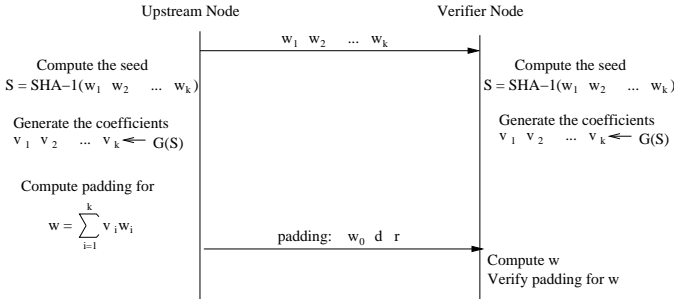 Upstream Node Verifier Node
w1 w2 ... wk
Compute the seed
S = SHA−1(w1 w2 ... wk)
Generate the coefficients
v1 v2 ... vk ← G(S)
Compute padding for
w = ∑ k i=1 vi wi
Compute the seed
S = SHA−1(w1 w2 ... wk)
Generate the coefficients
v1 v2 ... vk ← G(S)
padding: w0 d r
Compute w
Verify padding for w